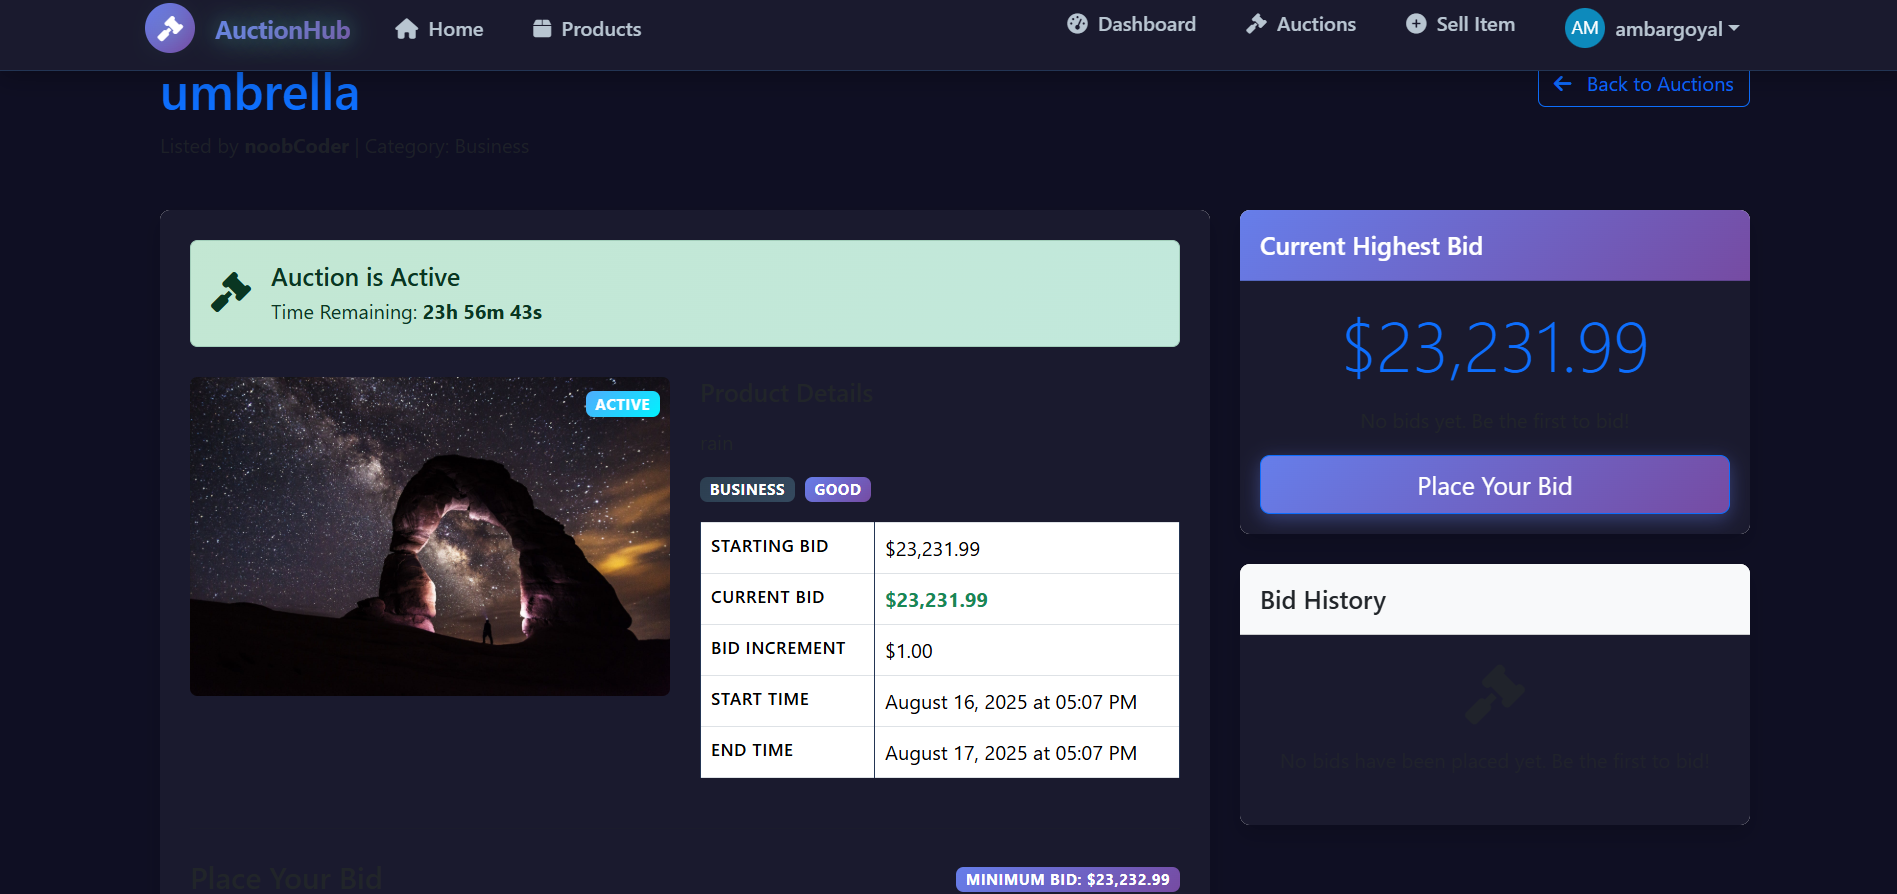 AuctionHub Home Products Dashboard Auctions Sell Item AM ambargoyal
umbrella
Back to Auctions
Listed by noobCoder | Category: Business
Auction is Active
Time Remaining: 23h 56m 43s
ACTIVE
Product Details
rain
BUSINESS GOOD
STARTING BID $23,231.99
CURRENT BID $23,231.99
BID INCREMENT $1.00
START TIME August 16, 2025 at 05:07 PM
END TIME August 17, 2025 at 05:07 PM
Place Your Bid
MINIMUM BID: $23,232.99
Current Highest Bid
$23,231.99
No bids yet. Be the first to bid!
Place Your Bid
Bid History
No bids have been placed yet. Be the first to bid!